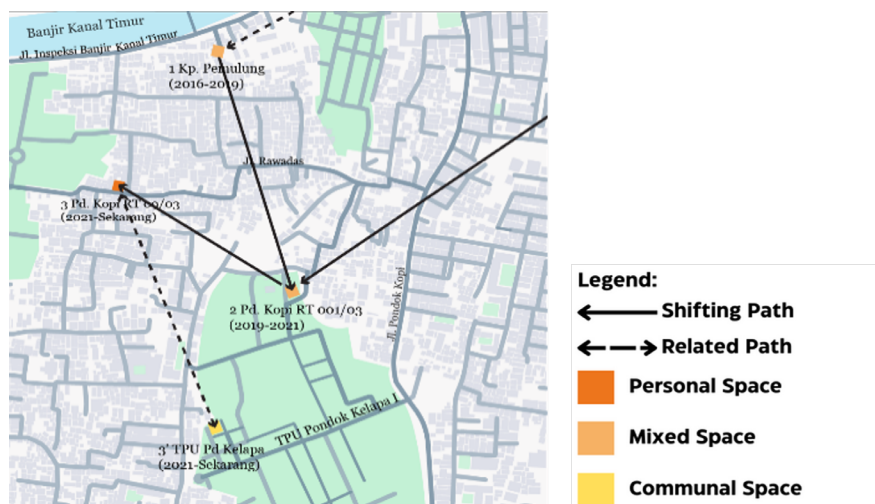 Banjir Kanal Timur
Jl. Inspeksi Banjir Kanal Timur
1 Kp. Pemulung
(2016-2019)
Jl. Rawadas
3 Pd. Kopi RT 09/03
(2021-Sekarang)
2 Pd. Kopi RT 001/03
(2019-2021)
Jl. Pondok Kopi
TPU Pondok Kelapa I
3' TPU Pd Kelapa
(2021-Sekarang)
Legend:
Shifting Path
Related Path
Personal Space
Mixed Space
Communal Space